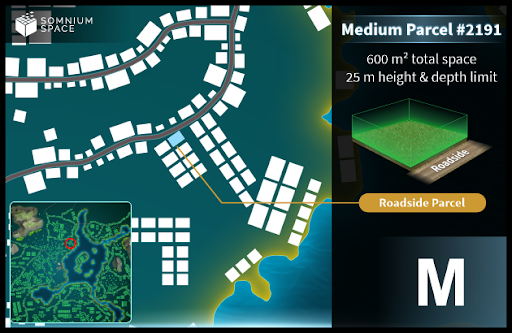 SOMNIUM
SPACE
Medium Parcel #2191
600 m² total space
25 m height & depth limit
Roadside
Roadside Parcel
M